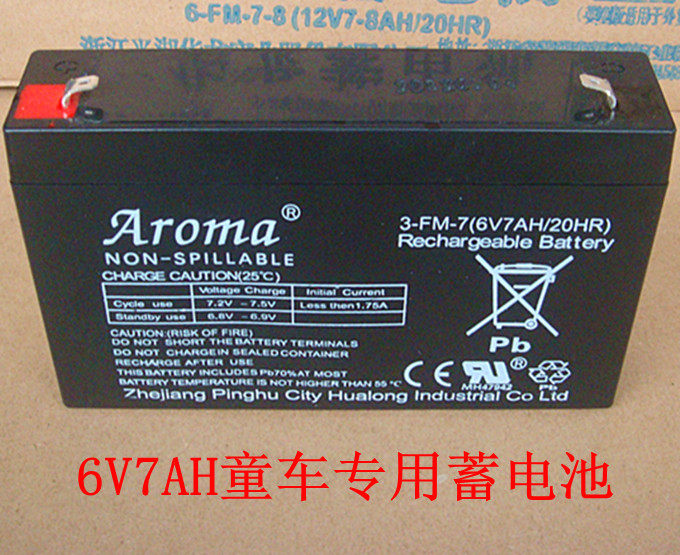 6-FM-7-8 (12V7-8AH/20HR)
Aroma®
NON-SPILLABLE
3-FM-7(6V7AH/20HR)
Rechargeable Battery
CHARGE CAUTION(25℃)
Voltage Charge Initial Current
Cycle use 7.2V -7.5V Less then1.75A
Standby use 6.8V -6.9V
CAUTION:(RISK OF FIRE)
DO NOT SHORT THE BATTERY TERMINALS
DO NOT CHARGE IN SEALED CONTAINER
RECHARGE AFTER USE
THIS BATTERY INCLUDES Pb70%AT MOST
BATTERY TEMPERATURE IS NOT HIGHER THAN 55 ℃
Pb
CE
MH47942
Pb
Zhejiang Pinghu City Hualong Industrial Co Ltd
6V7AH童车专用蓄电池